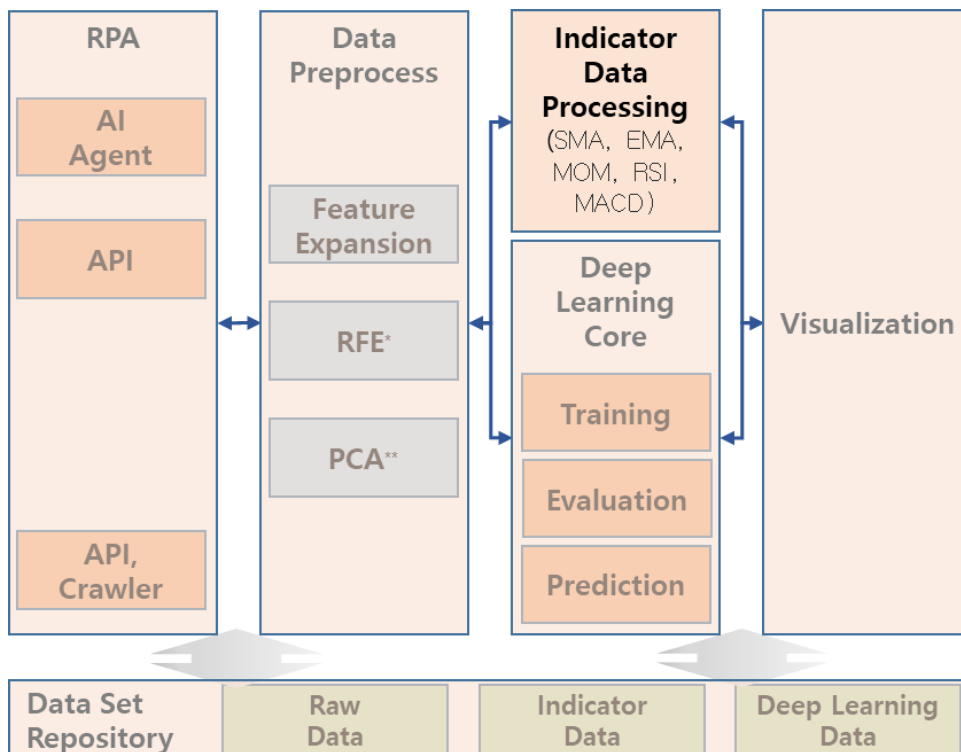 RPA
AI
Agent
API
API,
Crawler
Data
Preprocess
Feature
Expansion
RFE*
PCA**
Indicator
Data
Processing
(SMA, EMA,
MOM, RSI,
MACD)
Deep
Learning
Core
Training
Evaluation
Prediction
Visualization
Data Set
Repository
Raw
Data
Indicator
Data
Deep Learning
Data